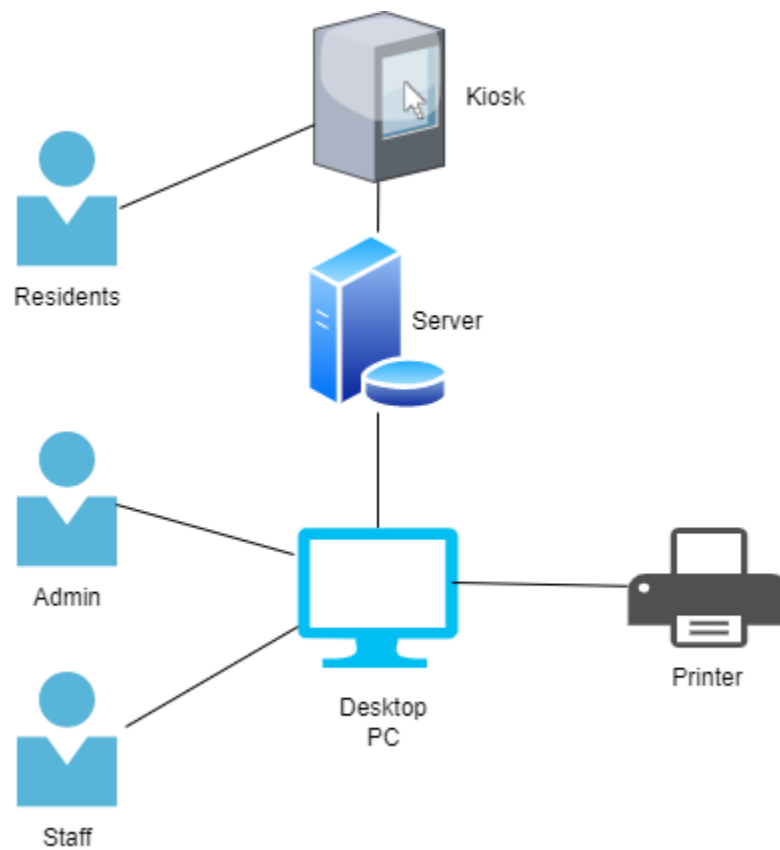 Kiosk
Residents
Server
Admin
Desktop
PC
Printer
Staff